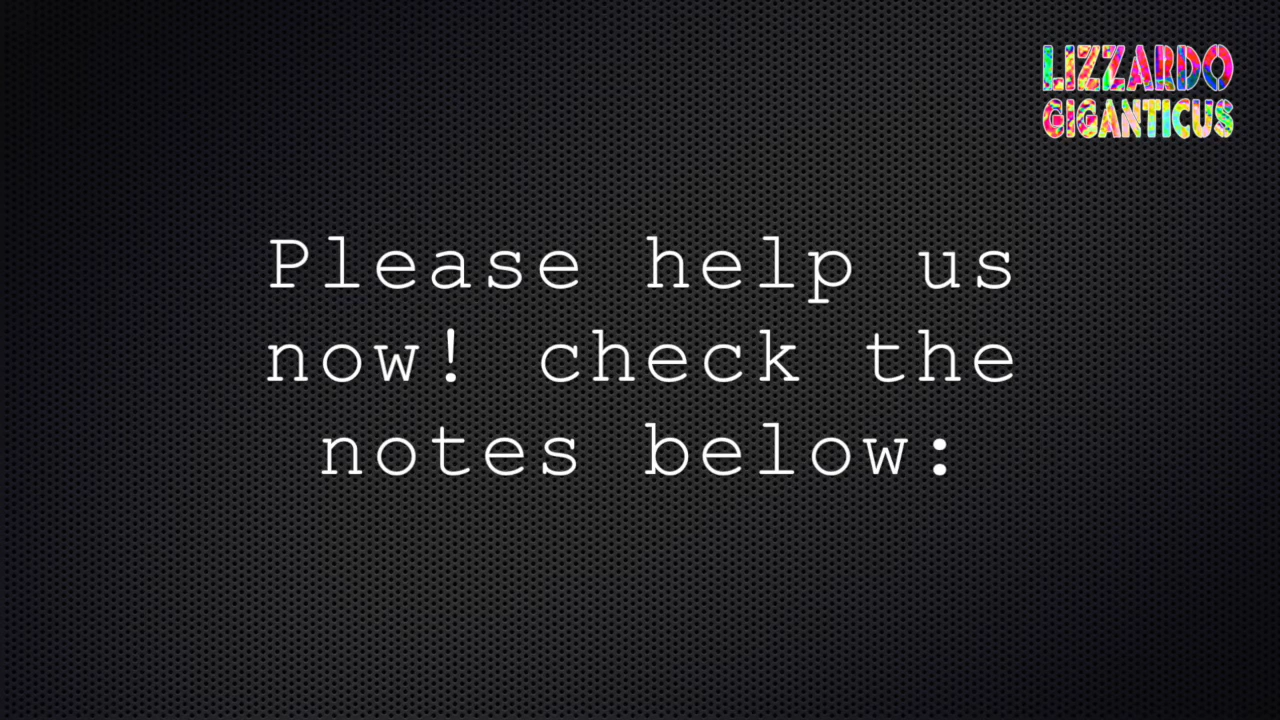 LIZZARDO
GIGANTICUS
Please help us
now! check the
notes below: